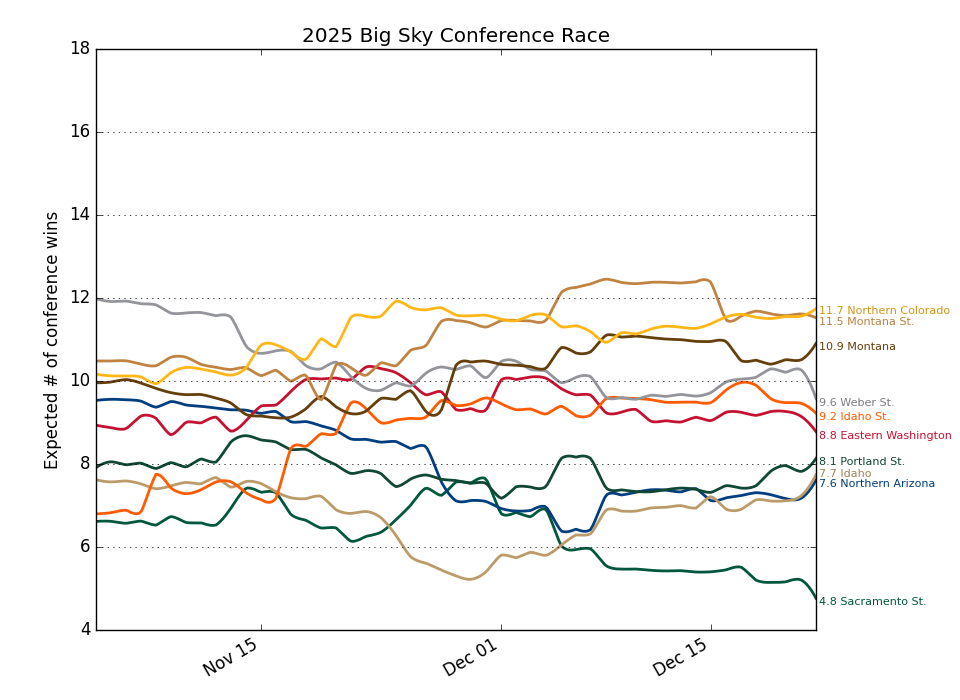 2025 Big Sky Conference Race
Expected # of conference wins
18
16
14
12
10
8
6
4
Nov 15
Dec 01
Dec 15
11.7 Northern Colorado
11.5 Montana St.
10.9 Montana
9.6 Weber St.
9.2 Idaho St.
8.8 Eastern Washington
8.1 Portland St.
7.7 Idaho
7.6 Northern Arizona
4.8 Sacramento St.